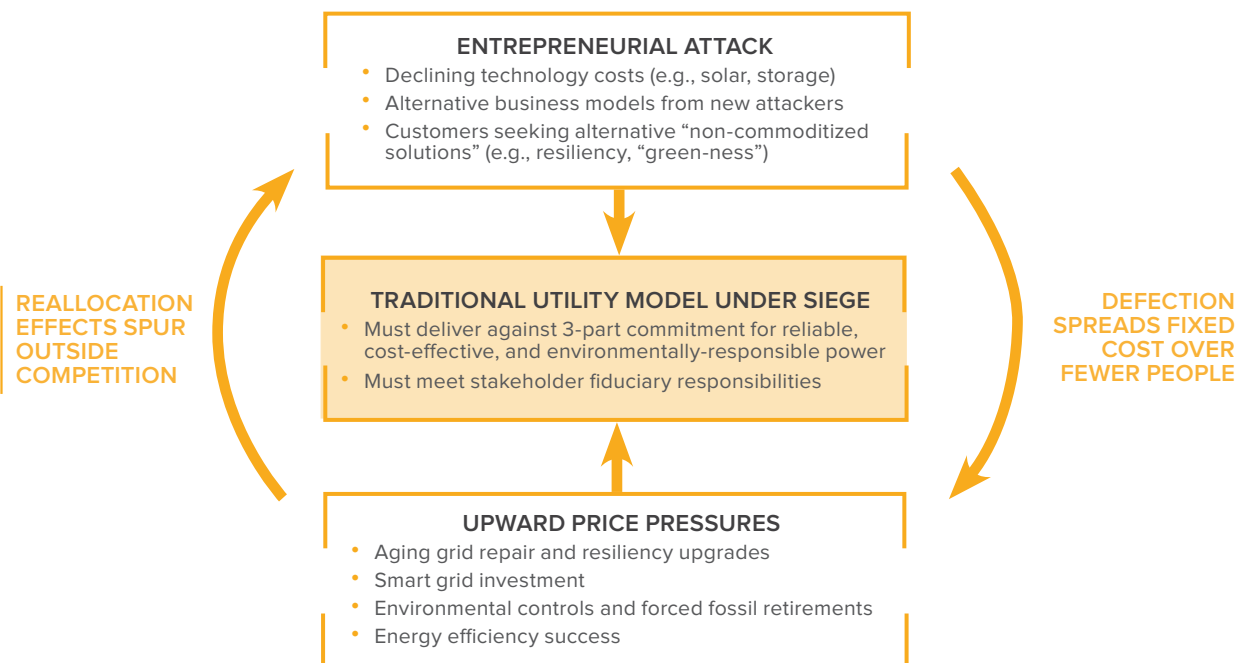 ENTREPRENEURIAL ATTACK
• Declining technology costs (e.g., solar, storage)
• Alternative business models from new attackers
• Customers seeking alternative “non-commoditized
solutions” (e.g., resiliency, “green-ness”)
REALLOCATION
EFFECTS SPUR
OUTSIDE
COMPETITION
TRADITIONAL UTILITY MODEL UNDER SIEGE
• Must deliver against 3-part commitment for reliable,
cost-effective, and environmentally-responsible power
• Must meet stakeholder fiduciary responsibilities
DEFECTION
SPREADS FIXED
COST OVER
FEWER PEOPLE
UPWARD PRICE PRESSURES
• Aging grid repair and resiliency upgrades
• Smart grid investment
• Environmental controls and forced fossil retirements
• Energy efficiency success